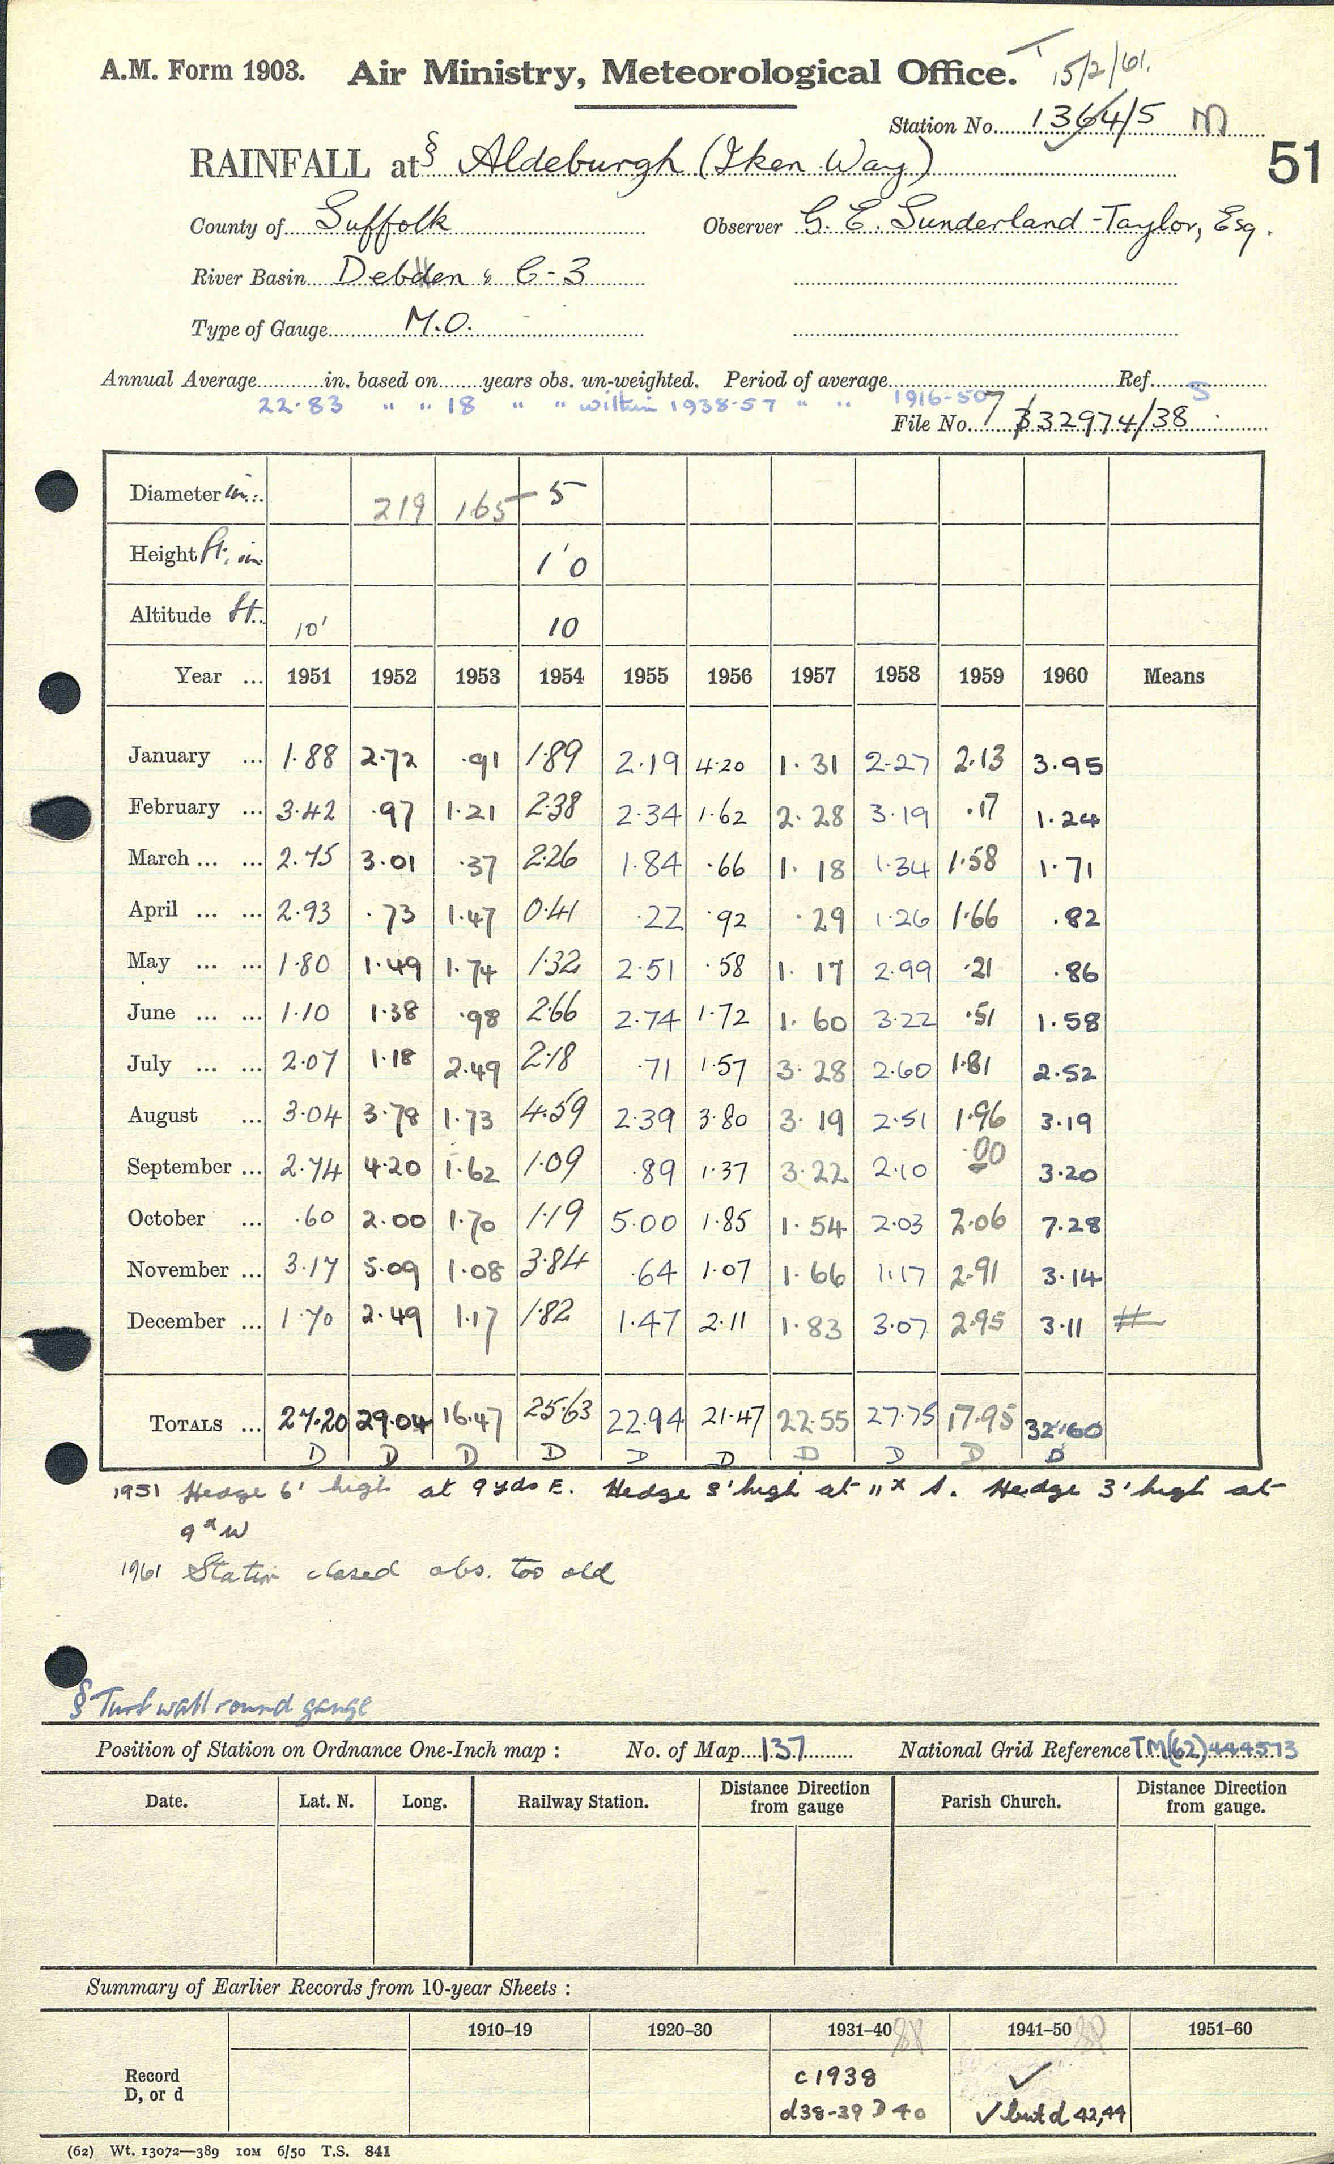 A.M. Form 1903. Air Ministry, Meteorological Office. 15/2/61.
Station No. 1364/5 M
RAINFALL at § Aldeburgh (Iken Way) 51
County of Suffolk Observer G. E. Sunderland-Taylor, Esq.
River Basin Debden & C-3
Type of Gauge M.O.
Annual Average in. based on years obs. un-weighted. Period of average Ref. S
22.83 " " 18 " " within 1938-57 " " 1916-50
File No. 7 332974/38
Diameter in. 219 165 5
Height ft. in 1'0
Altitude ft. 10' 10
Year ... 1951 1952 1953 1954 1955 1956 1957 1958 1959 1960 Means
January ... 1.88 2.72 .91 1.89 2.19 4.20 1.31 2.27 2.13 3.95
February ... 3.42 .97 1.21 2.38 2.34 1.62 2.28 3.19 .17 1.24
March ... ... 2.75 3.01 .37 2.26 1.84 .66 1.18 1.34 1.58 1.71
April ... ... 2.93 .73 1.47 0.41 .22 .92 .29 1.26 1.66 .82
May ... ... 1.80 1.49 1.74 1.32 2.51 .58 1.17 2.99 .21 .86
June ... ... 1.10 1.38 .98 2.66 2.74 1.72 1.60 3.22 .51 1.58
July ... ... 2.07 1.18 2.49 2.18 .71 1.57 3.28 2.60 1.81 2.52
August ... 3.04 3.78 1.73 4.59 2.39 3.80 3.19 2.51 1.96 3.19
September ... 2.74 4.20 1.62 1.09 .89 1.37 3.22 2.10 .00 3.20
October ... .60 2.00 1.70 1.19 5.00 1.85 1.54 2.03 2.06 7.28
November ... 3.17 5.09 1.08 3.84 .64 1.07 1.66 1.17 2.91 3.14
December ... 1.70 2.49 1.17 1.82 1.47 2.11 1.83 3.07 2.95 3.11 #
TOTALS ... 27.20 29.04 16.47 25.63 22.94 21.47 22.55 27.75 17.95 32.60
D D D D D D D D D D
1951 Hedge 6' high at 9 yds E. Hedge 8' high at 11x S. Hedge 3' high at
9x W
1961 Station closed obs. too old
§ Turf wall round gauge
Position of Station on Ordnance One-Inch map : No. of Map 137 National Grid Reference TM(62)444573
Date. Lat. N. Long. Railway Station. Distance Direction from gauge Parish Church. Distance Direction from gauge.
Summary of Earlier Records from 10-year Sheets :
1910-19 1920-30 1931-40 1941-50 1951-60
Record c1938 ✓
D, or d d38-39 D 40 ✓ but d 42,44
(62) Wt. 13072—389 10M 6/50 T.S. 841